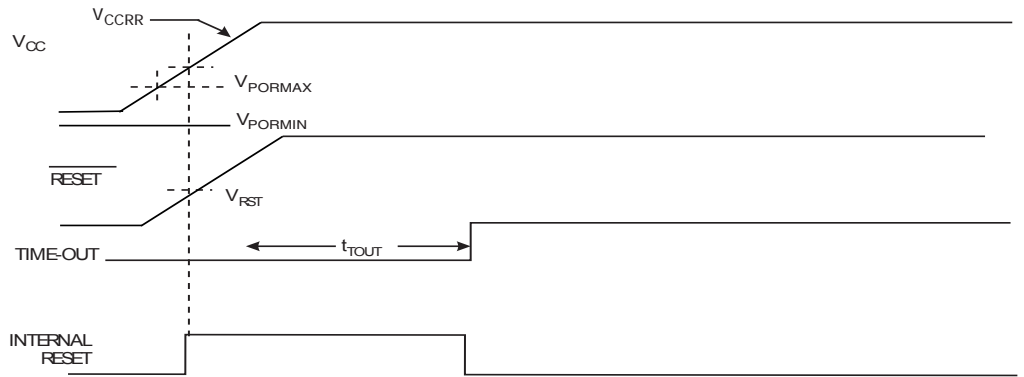 VCCRR
VCC
VPORMAX
VPORMIN
RESET
VRST
TIME-OUT
tTOUT
INTERNAL
RESET